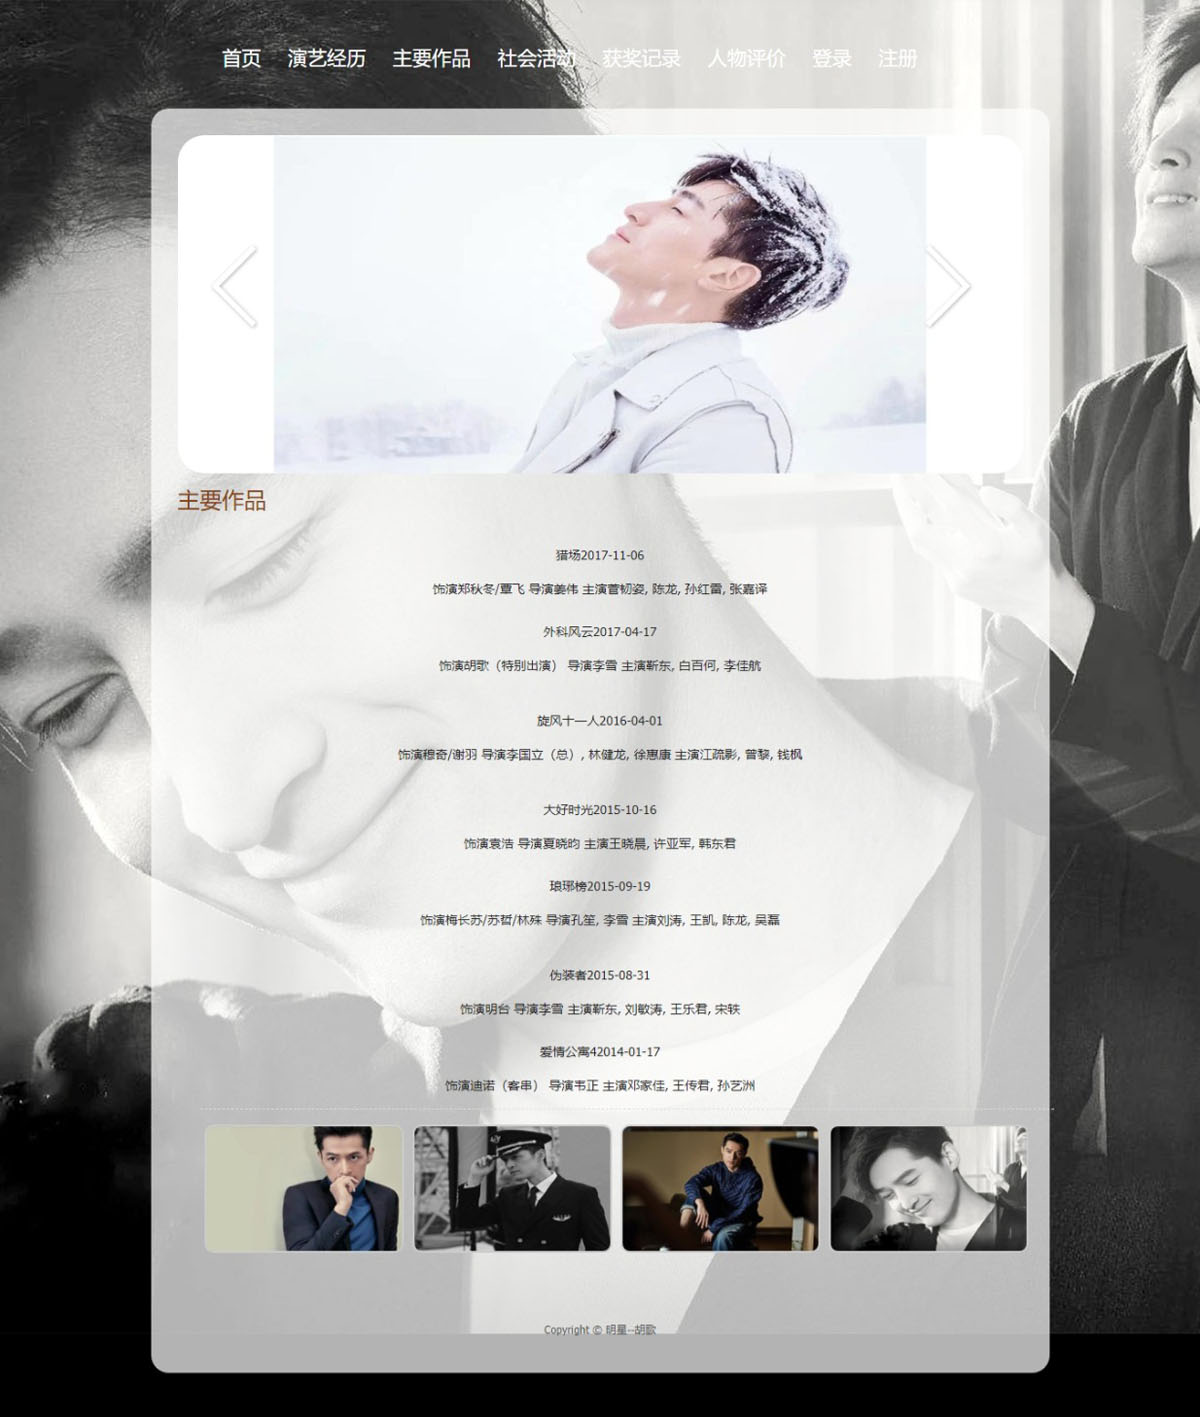 首页 演艺经历 主要作品 社会活动 获奖记录 人物评价 登录 注册
主要作品
猎场2017-11-06
饰演郑秋冬/覃飞 导演姜伟 主演菅韧姿, 陈龙, 孙红雷, 张嘉译
外科风云2017-04-17
饰演胡歌（特别出演） 导演李雪 主演靳东, 白百何, 李佳航
旋风十一人2016-04-01
饰演穆奇/谢羽 导演李国立（总）, 林健龙, 徐惠康 主演江疏影, 曾黎, 钱枫
大好时光2015-10-16
饰演袁浩 导演夏晓昀 主演王晓晨, 许亚军, 韩东君
琅琊榜2015-09-19
饰演梅长苏/苏哲/林殊 导演孔笙, 李雪 主演刘涛, 王凯, 陈龙, 吴磊
伪装者2015-08-31
饰演明台 导演李雪 主演靳东, 刘敏涛, 王乐君, 宋轶
爱情公寓42014-01-17
饰演迪诺（客串） 导演韦正 主演邓家佳, 王传君, 孙艺洲
Copyright © 明星--胡歌